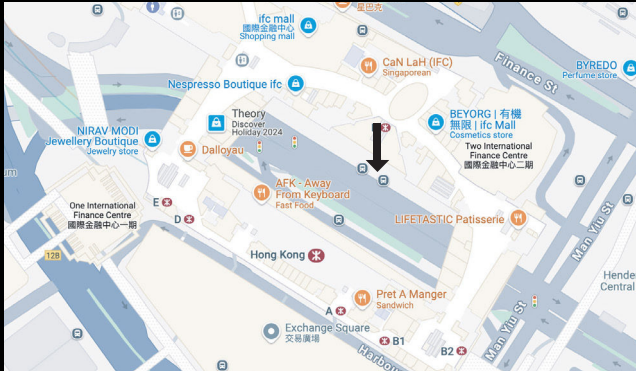 星巴克
ifc mall
國際金融中心
Shopping mall
CaN LaH (IFC)
Singaporean
Finance St
BYREDO
Perfume store
Nespresso Boutique ifc
Theory
Discover
Holiday 2024
BEYORG | 有機
無限 | ifc Mall
Cosmetics store
NIRAV MODI
Jewellery Boutique
Jewelry store
Dalloyau
Two International
Finance Centre
國際金融中心二期
AFK - Away
From Keyboard
Fast Food
One International
Finance Centre
國際金融中心一期
E
D
LIFETASTIC Patisserie
Man Yiu St
12B
Hong Kong
Pret A Manger
Sandwich
A
Exchange Square
交易廣場
B1
B2
Man Yiu St
Central